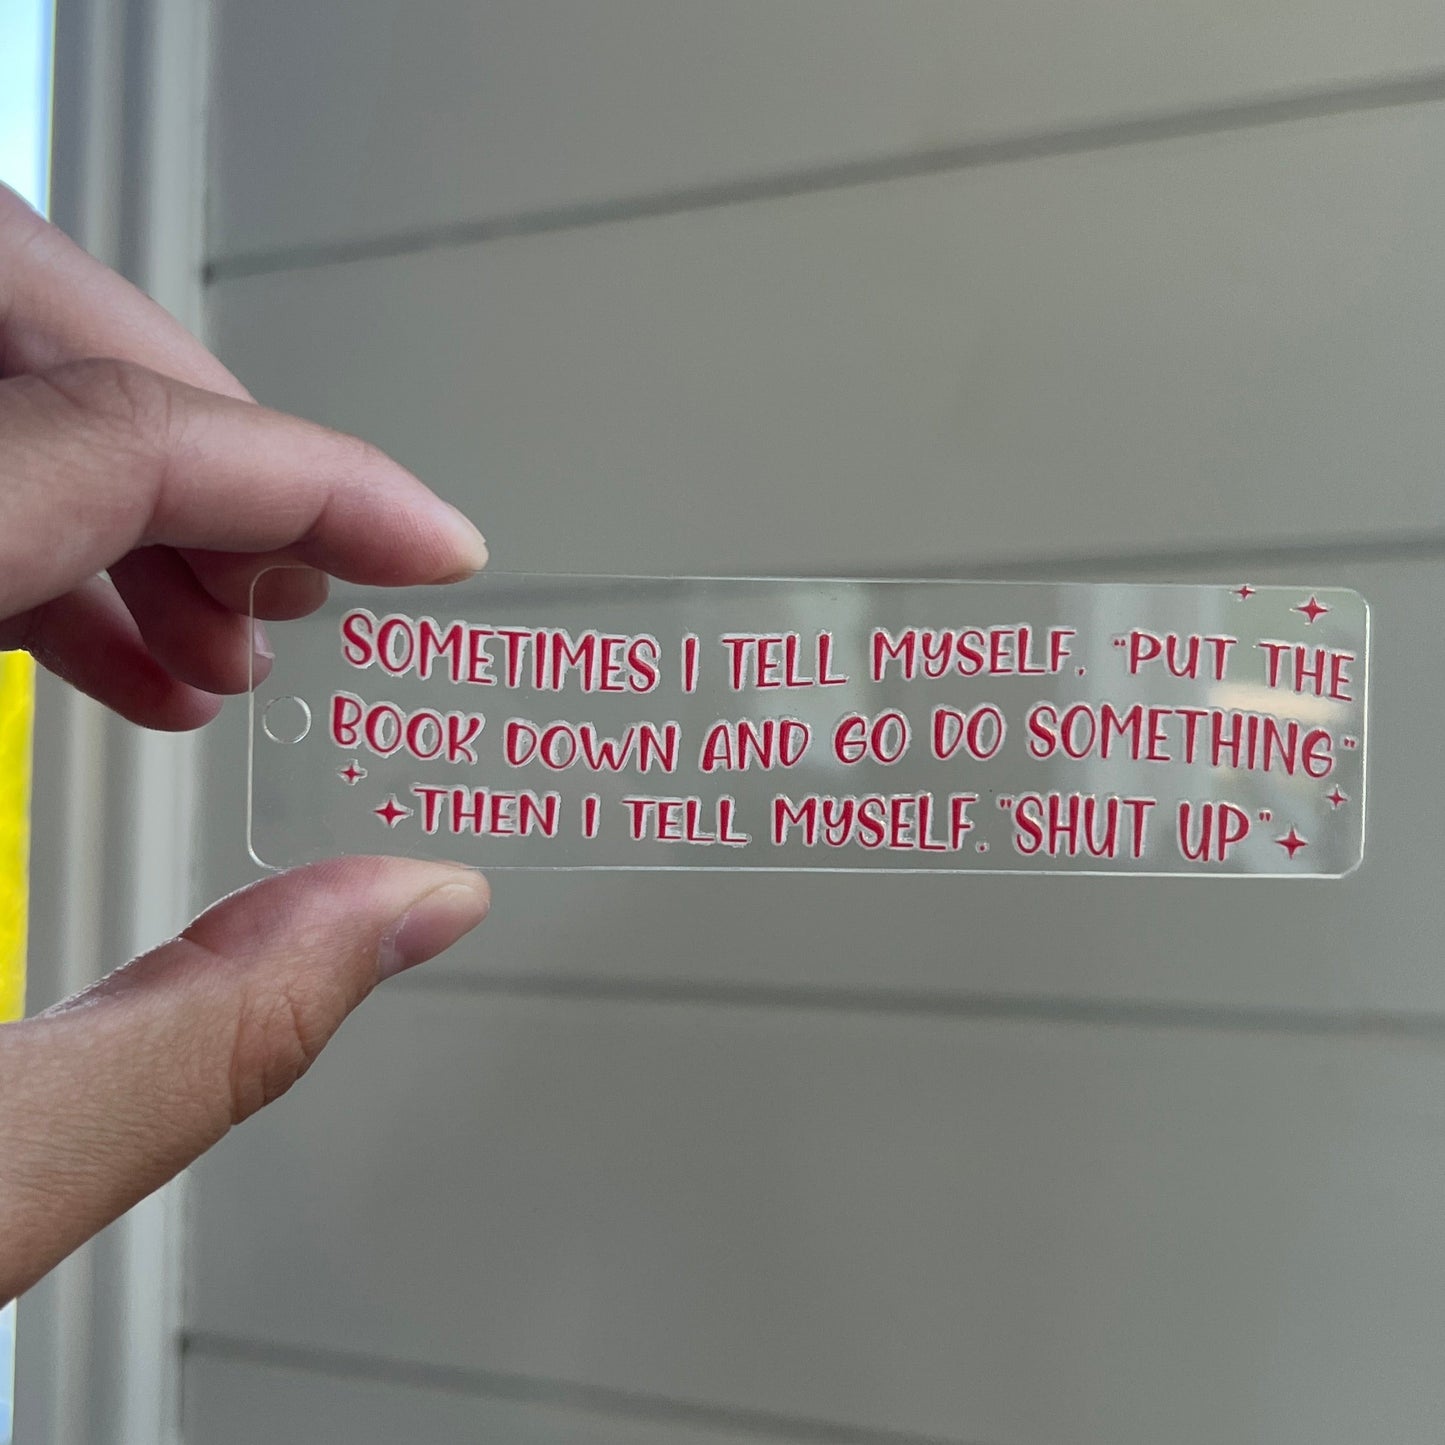 SOMETIMES I TELL MYSELF. "PUT THE
BOOK DOWN AND GO DO SOMETHING"
THEN I TELL MYSELF. "SHUT UP"